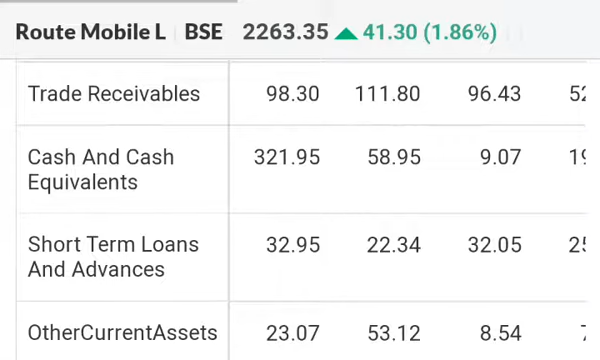 Route Mobile L BSE 2263.35 ▲ 41.30 (1.86%)
Trade Receivables 98.30 111.80 96.43
Cash And Cash 321.95 58.95 9.07
Equivalents
Short Term Loans 32.95 22.34 32.05
And Advances
OtherCurrentAssets 23.07 53.12 8.54